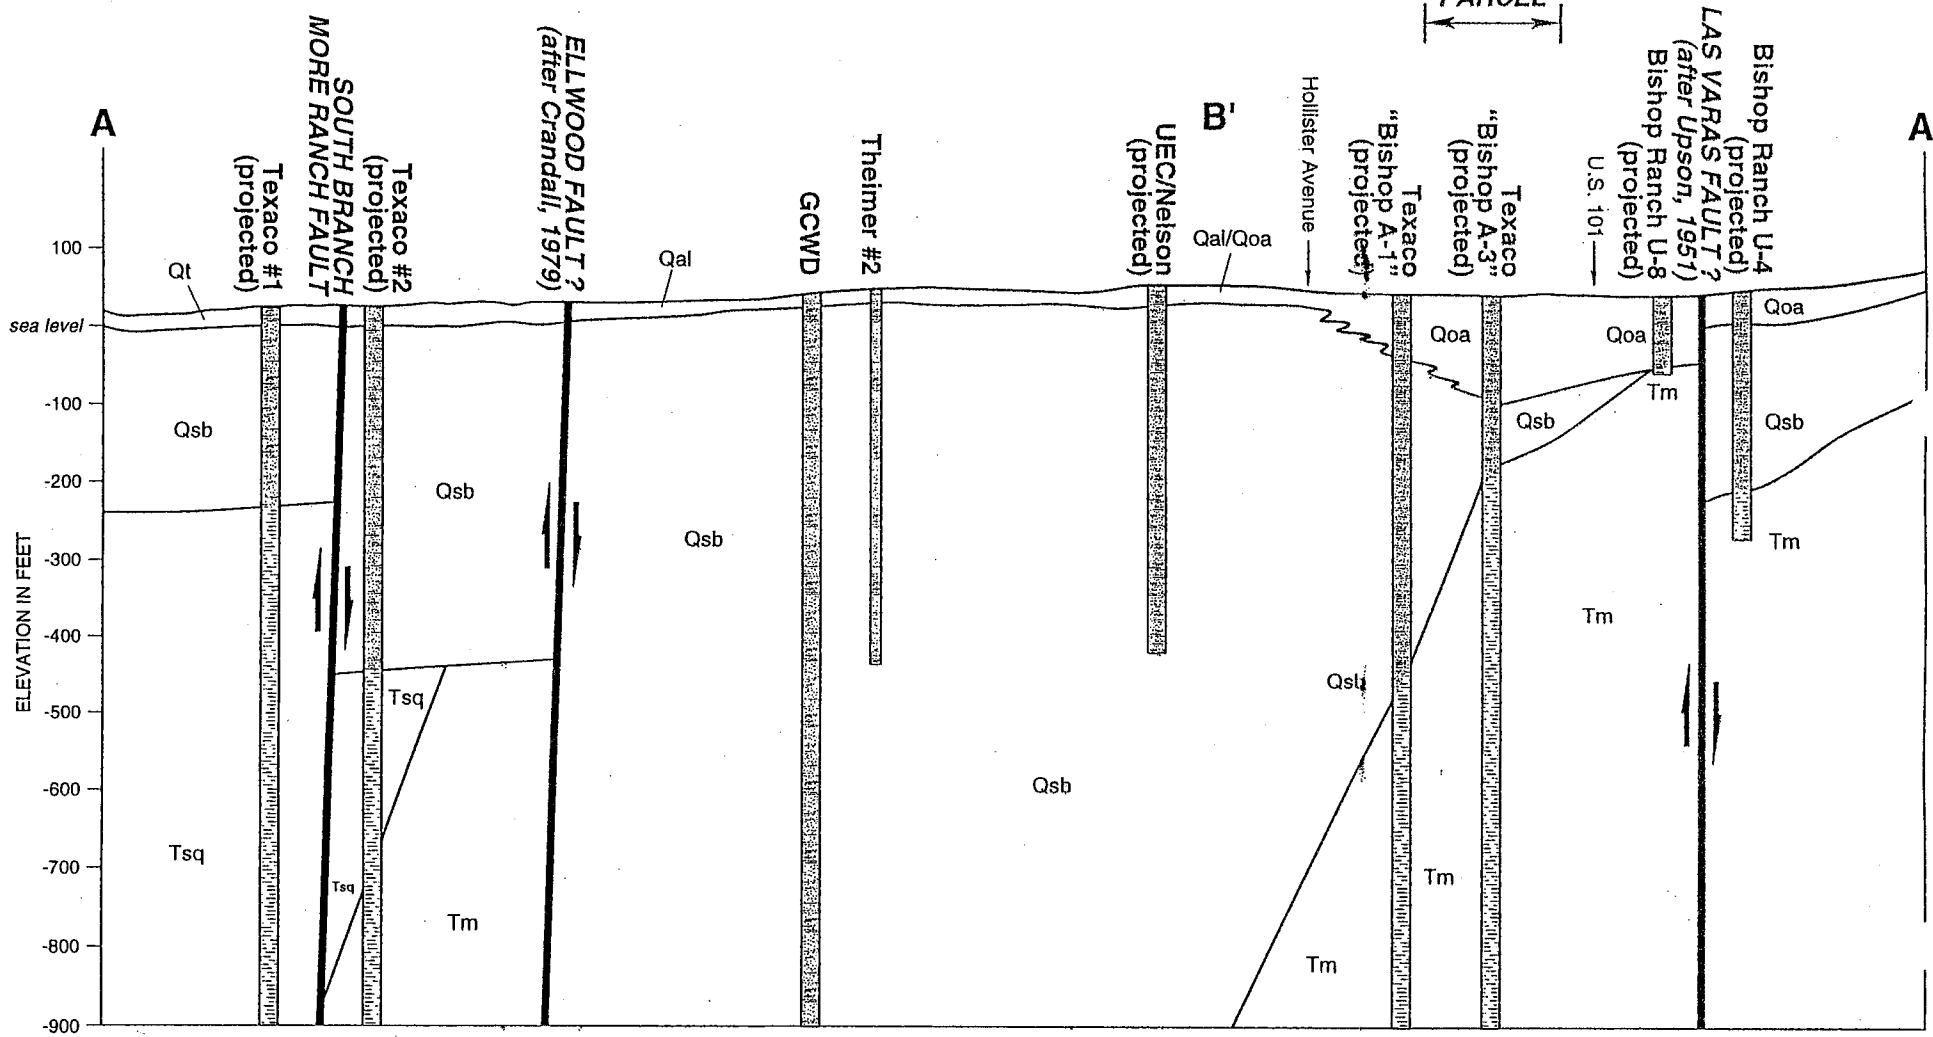 PARCEL
A
MORE RANCH FAULT
SOUTH BRANCH
ELLWOOD FAULT ?
(after Crandall, 1979)
Texaco #1
(projected)
Texaco #2
(projected)
GCWD
Theimer #2
UEC/Nelson
(projected)
B'
Hollister Avenue
Texaco
"Bishop A-1"
(projected)
Texaco
"Bishop A-3"
(projected)
U.S. 101
Bishop Ranch U-8
(projected)
LAS VARAS FAULT ?
(after Upson, 1951)
Bishop Ranch U-4
(projected)
A
ELEVATION IN FEET
100
sea level
-100
-200
-300
-400
-500
-600
-700
-800
-900
Qt
Qal
Qal/Qoa
Qoa
Qoa
Qoa
Qsb
Qsb
Qsb
Qsb
Qsb
Qsb
Qsb
Tsq
Tsq
Tsq
Tm
Tm
Tm
Tm
Tm
Tm